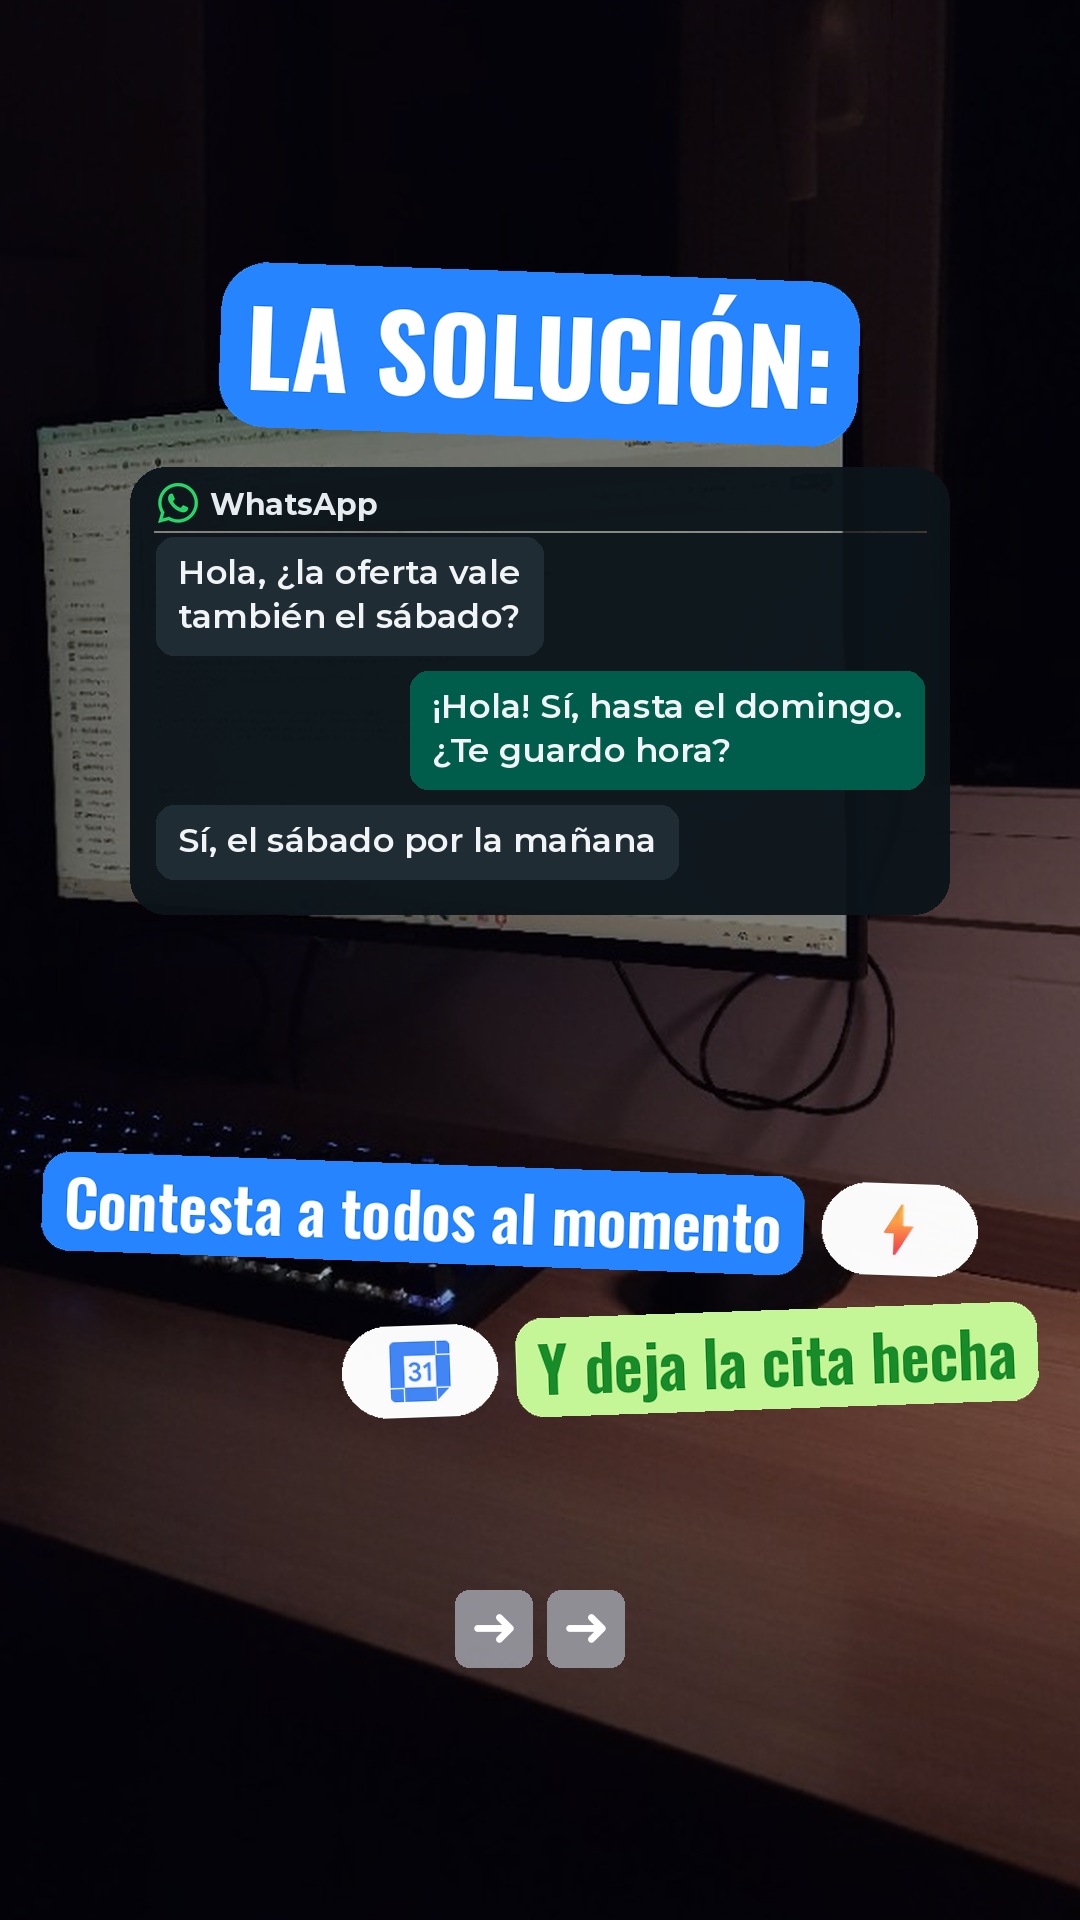 LA SOLUCIÓN:
WhatsApp
Hola, ¿la oferta vale
también el sábado?
¡Hola! Sí, hasta el domingo.
¿Te guardo hora?
Sí, el sábado por la mañana
Contesta a todos al momento
31
Y deja la cita hecha